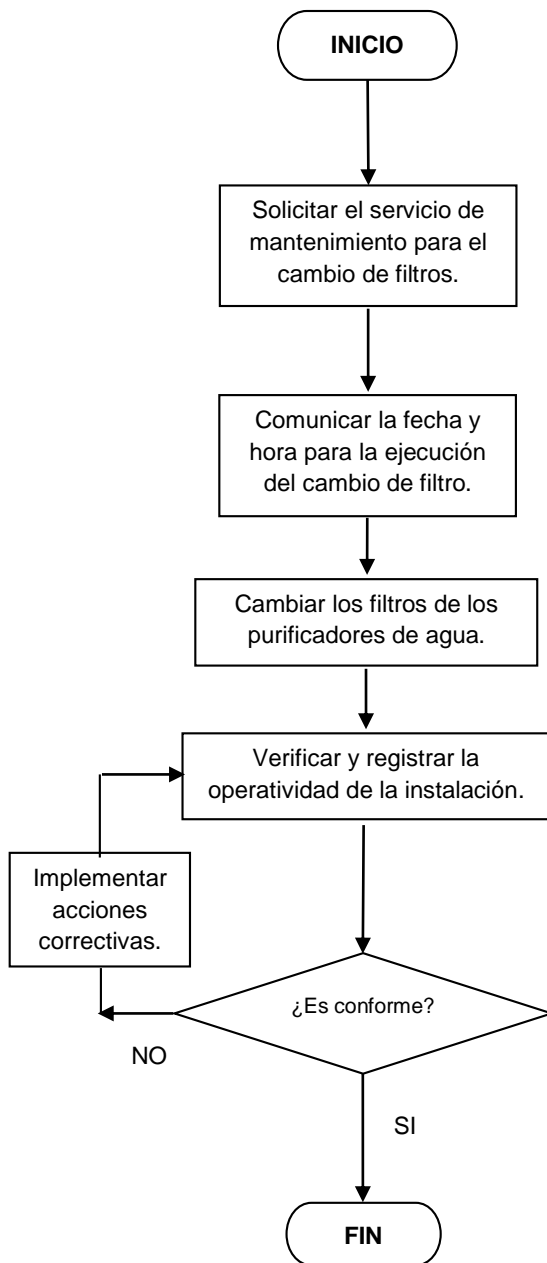 INICIO
Solicitar el servicio de
mantenimiento para el
cambio de filtros.
Comunicar la fecha y
hora para la ejecución
del cambio de filtro.
Cambiar los filtros de los
purificadores de agua.
Verificar y registrar la
operatividad de la instalación.
Implementar
acciones
correctivas.
¿Es conforme?
NO
SI
FIN